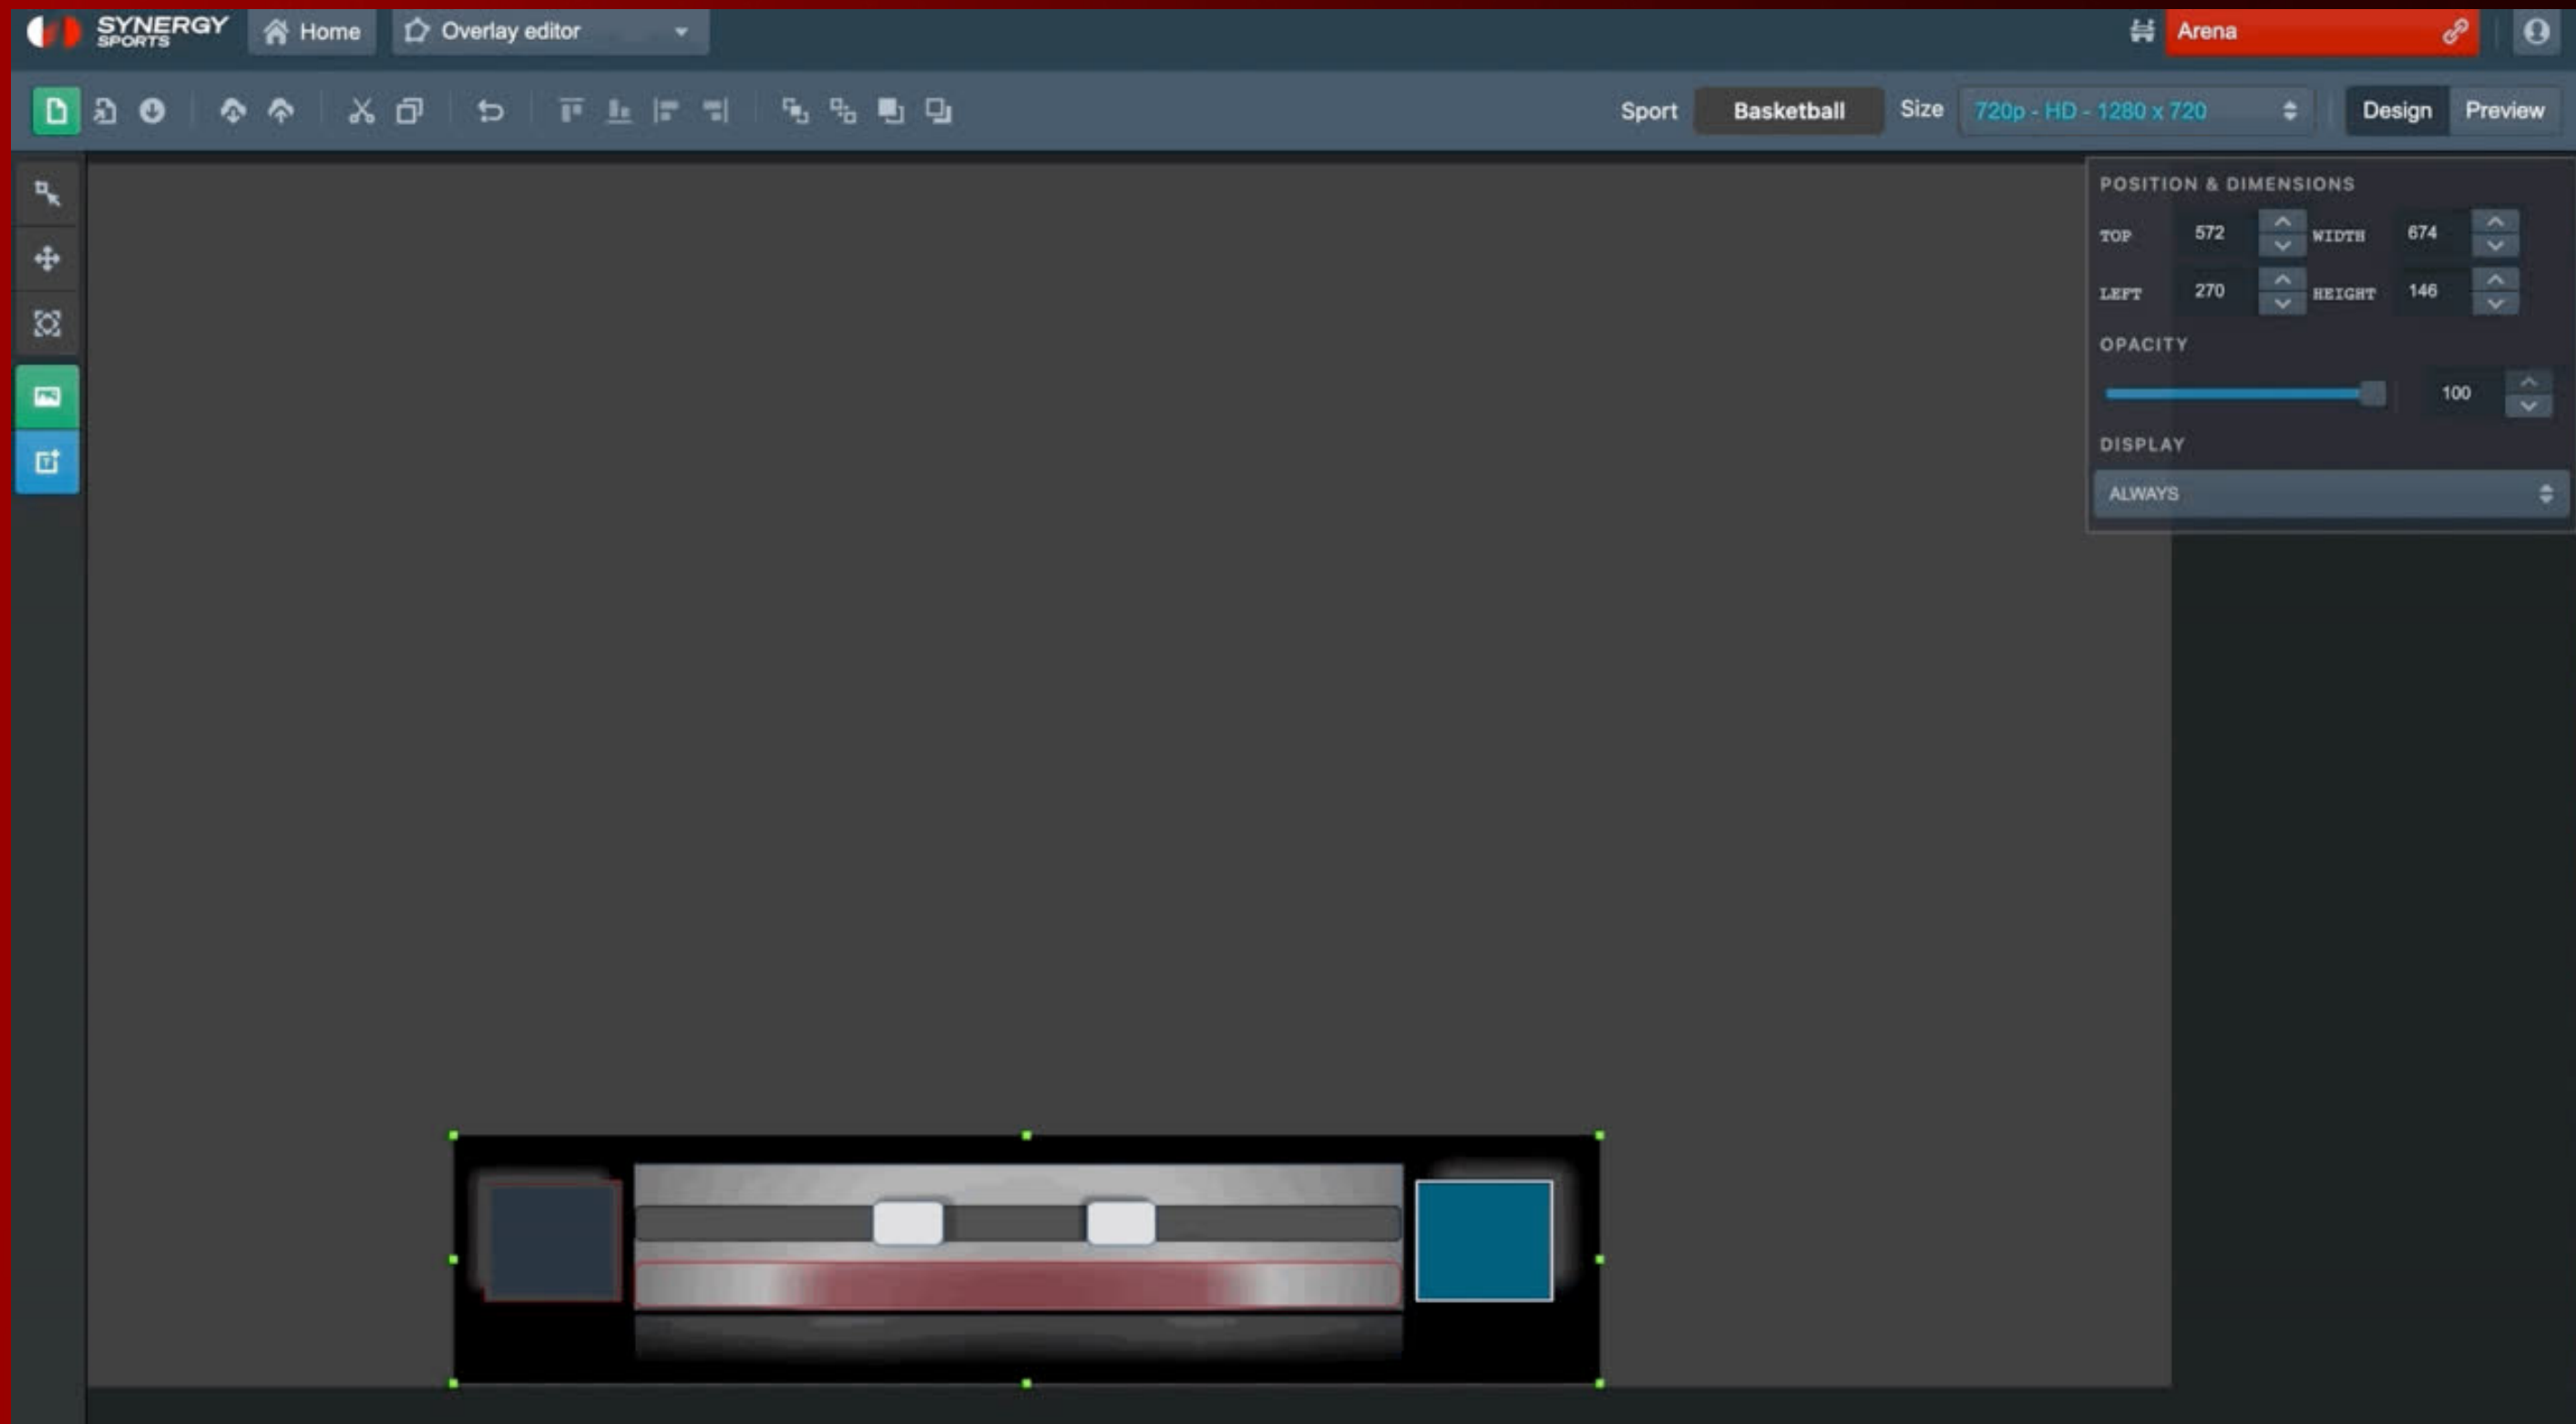 SYNERGY
SPORTS
Home
Overlay editor
Arena
Sport
Basketball
Size
720p - HD - 1280 x 720
Design
Preview
POSITION & DIMENSIONS
TOP 572 WIDTH 674
LEFT 270 HEIGHT 146
OPACITY
100
DISPLAY
ALWAYS